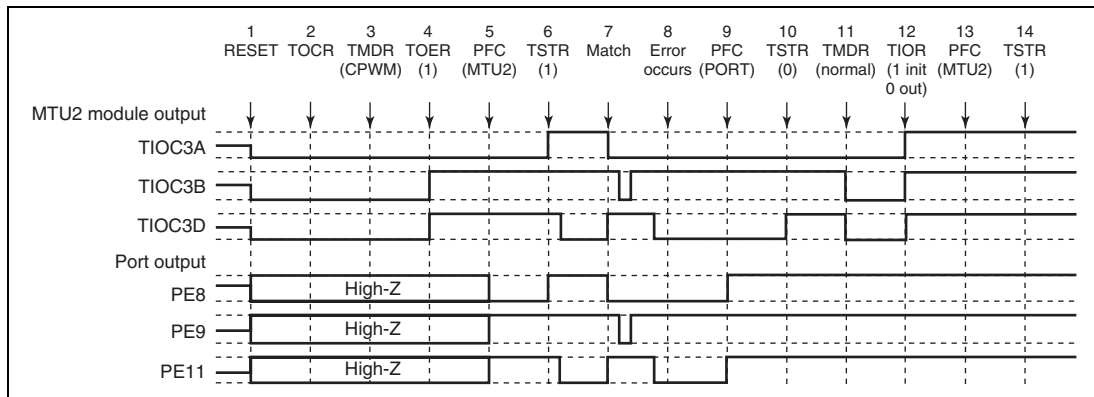 1 2 3 4 5 6 7 8 9 10 11 12 13 14
RESET TOCR TMDR TOER PFC TSTR Match Error PFC TSTR TMDR TIOR PFC TSTR
(CPWM) (1) (MTU2) (1) occurs (PORT) (0) (normal) (1 init (MTU2) (1)
0 out)
MTU2 module output
TIOC3A
TIOC3B
TIOC3D
Port output
PE8 High-Z
PE9 High-Z
PE11 High-Z